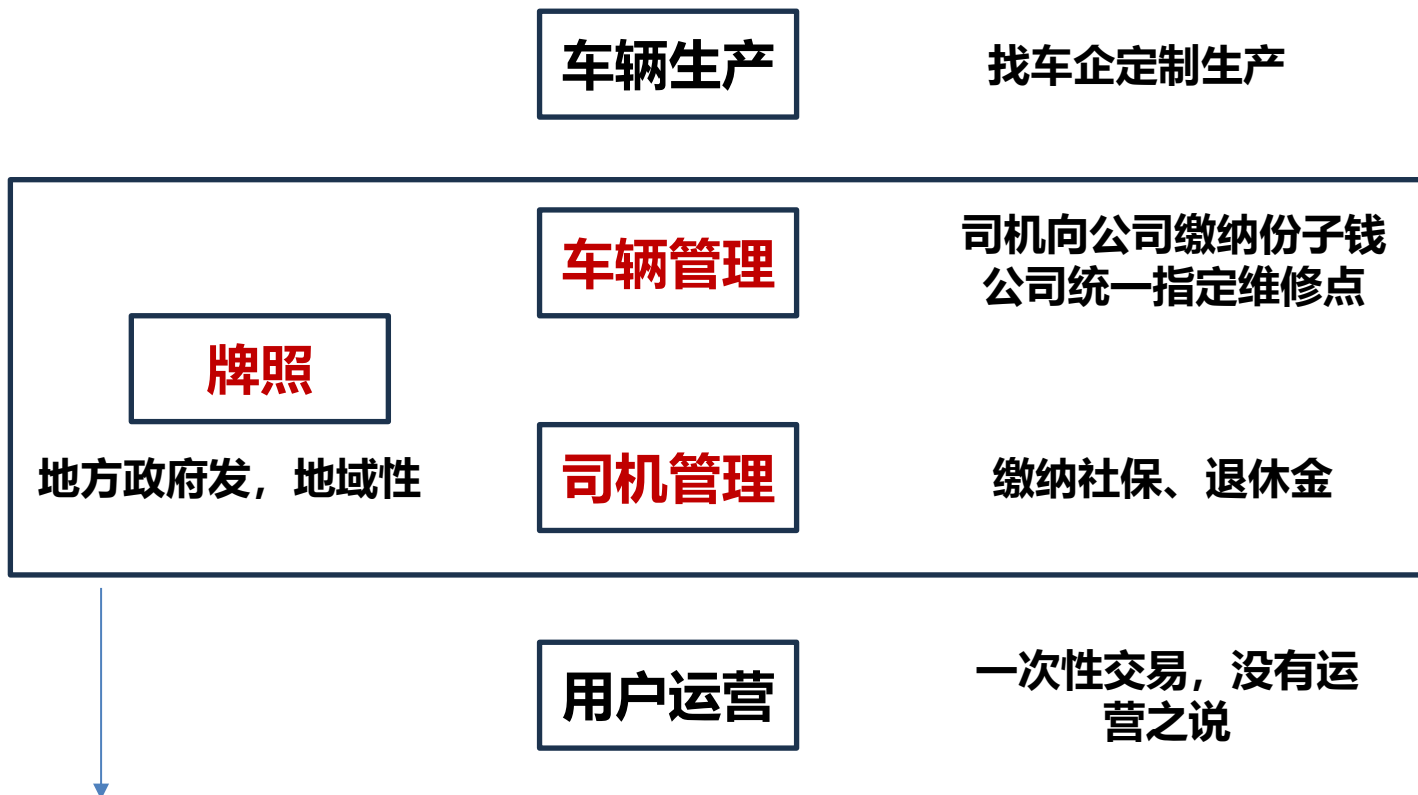 车辆生产
找车企定制生产
车辆管理
司机向公司缴纳份子钱
公司统一指定维修点
牌照
地方政府发，地域性
司机管理
缴纳社保、退休金
用户运营
一次性交易，没有运
营之说